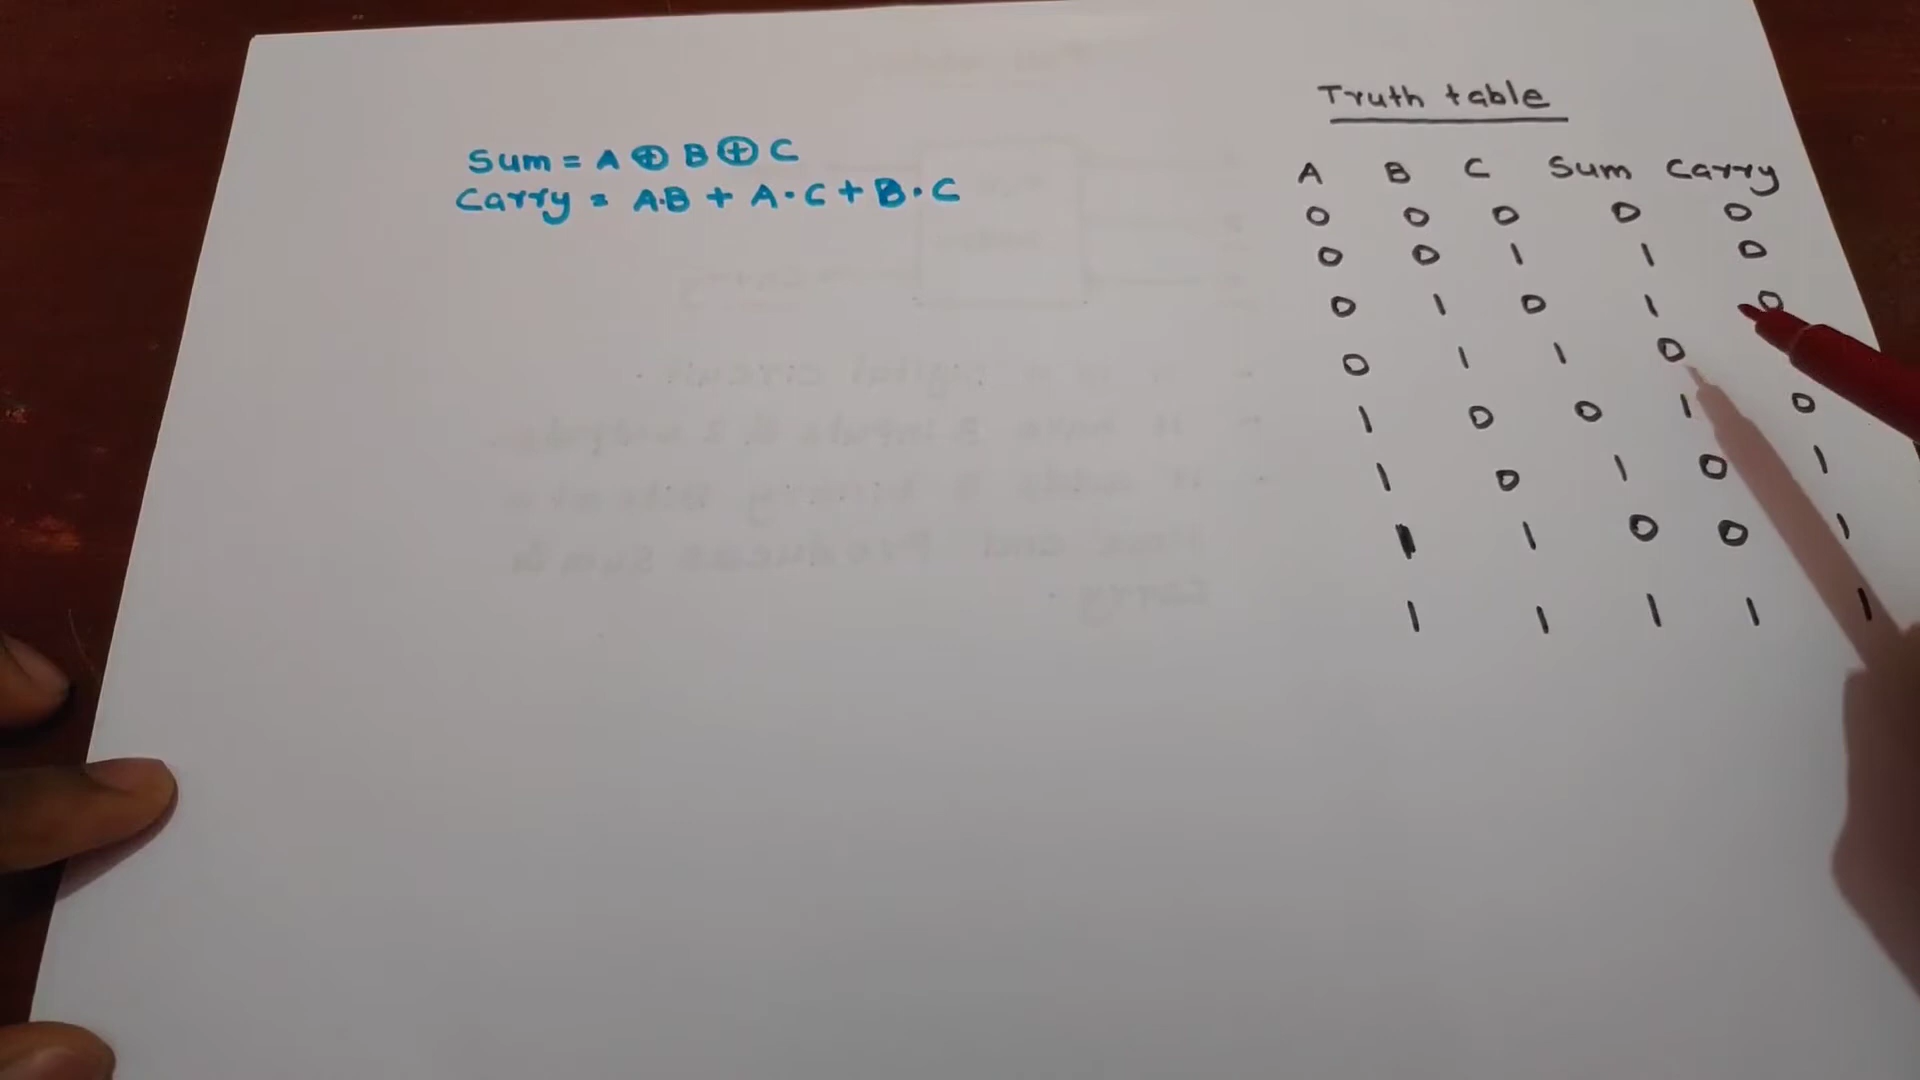 Sum = A ⊕ B ⊕ C
Carry = A·B + A·C + B·C
Truth table
A B C Sum Carry
0 0 0 0 0
0 0 1 1 0
0 1 0 1 0
0 1 1 0
1 0 0 1 0
1 0 1 0 1
1 1 0 0 1
1 1 1 1 1